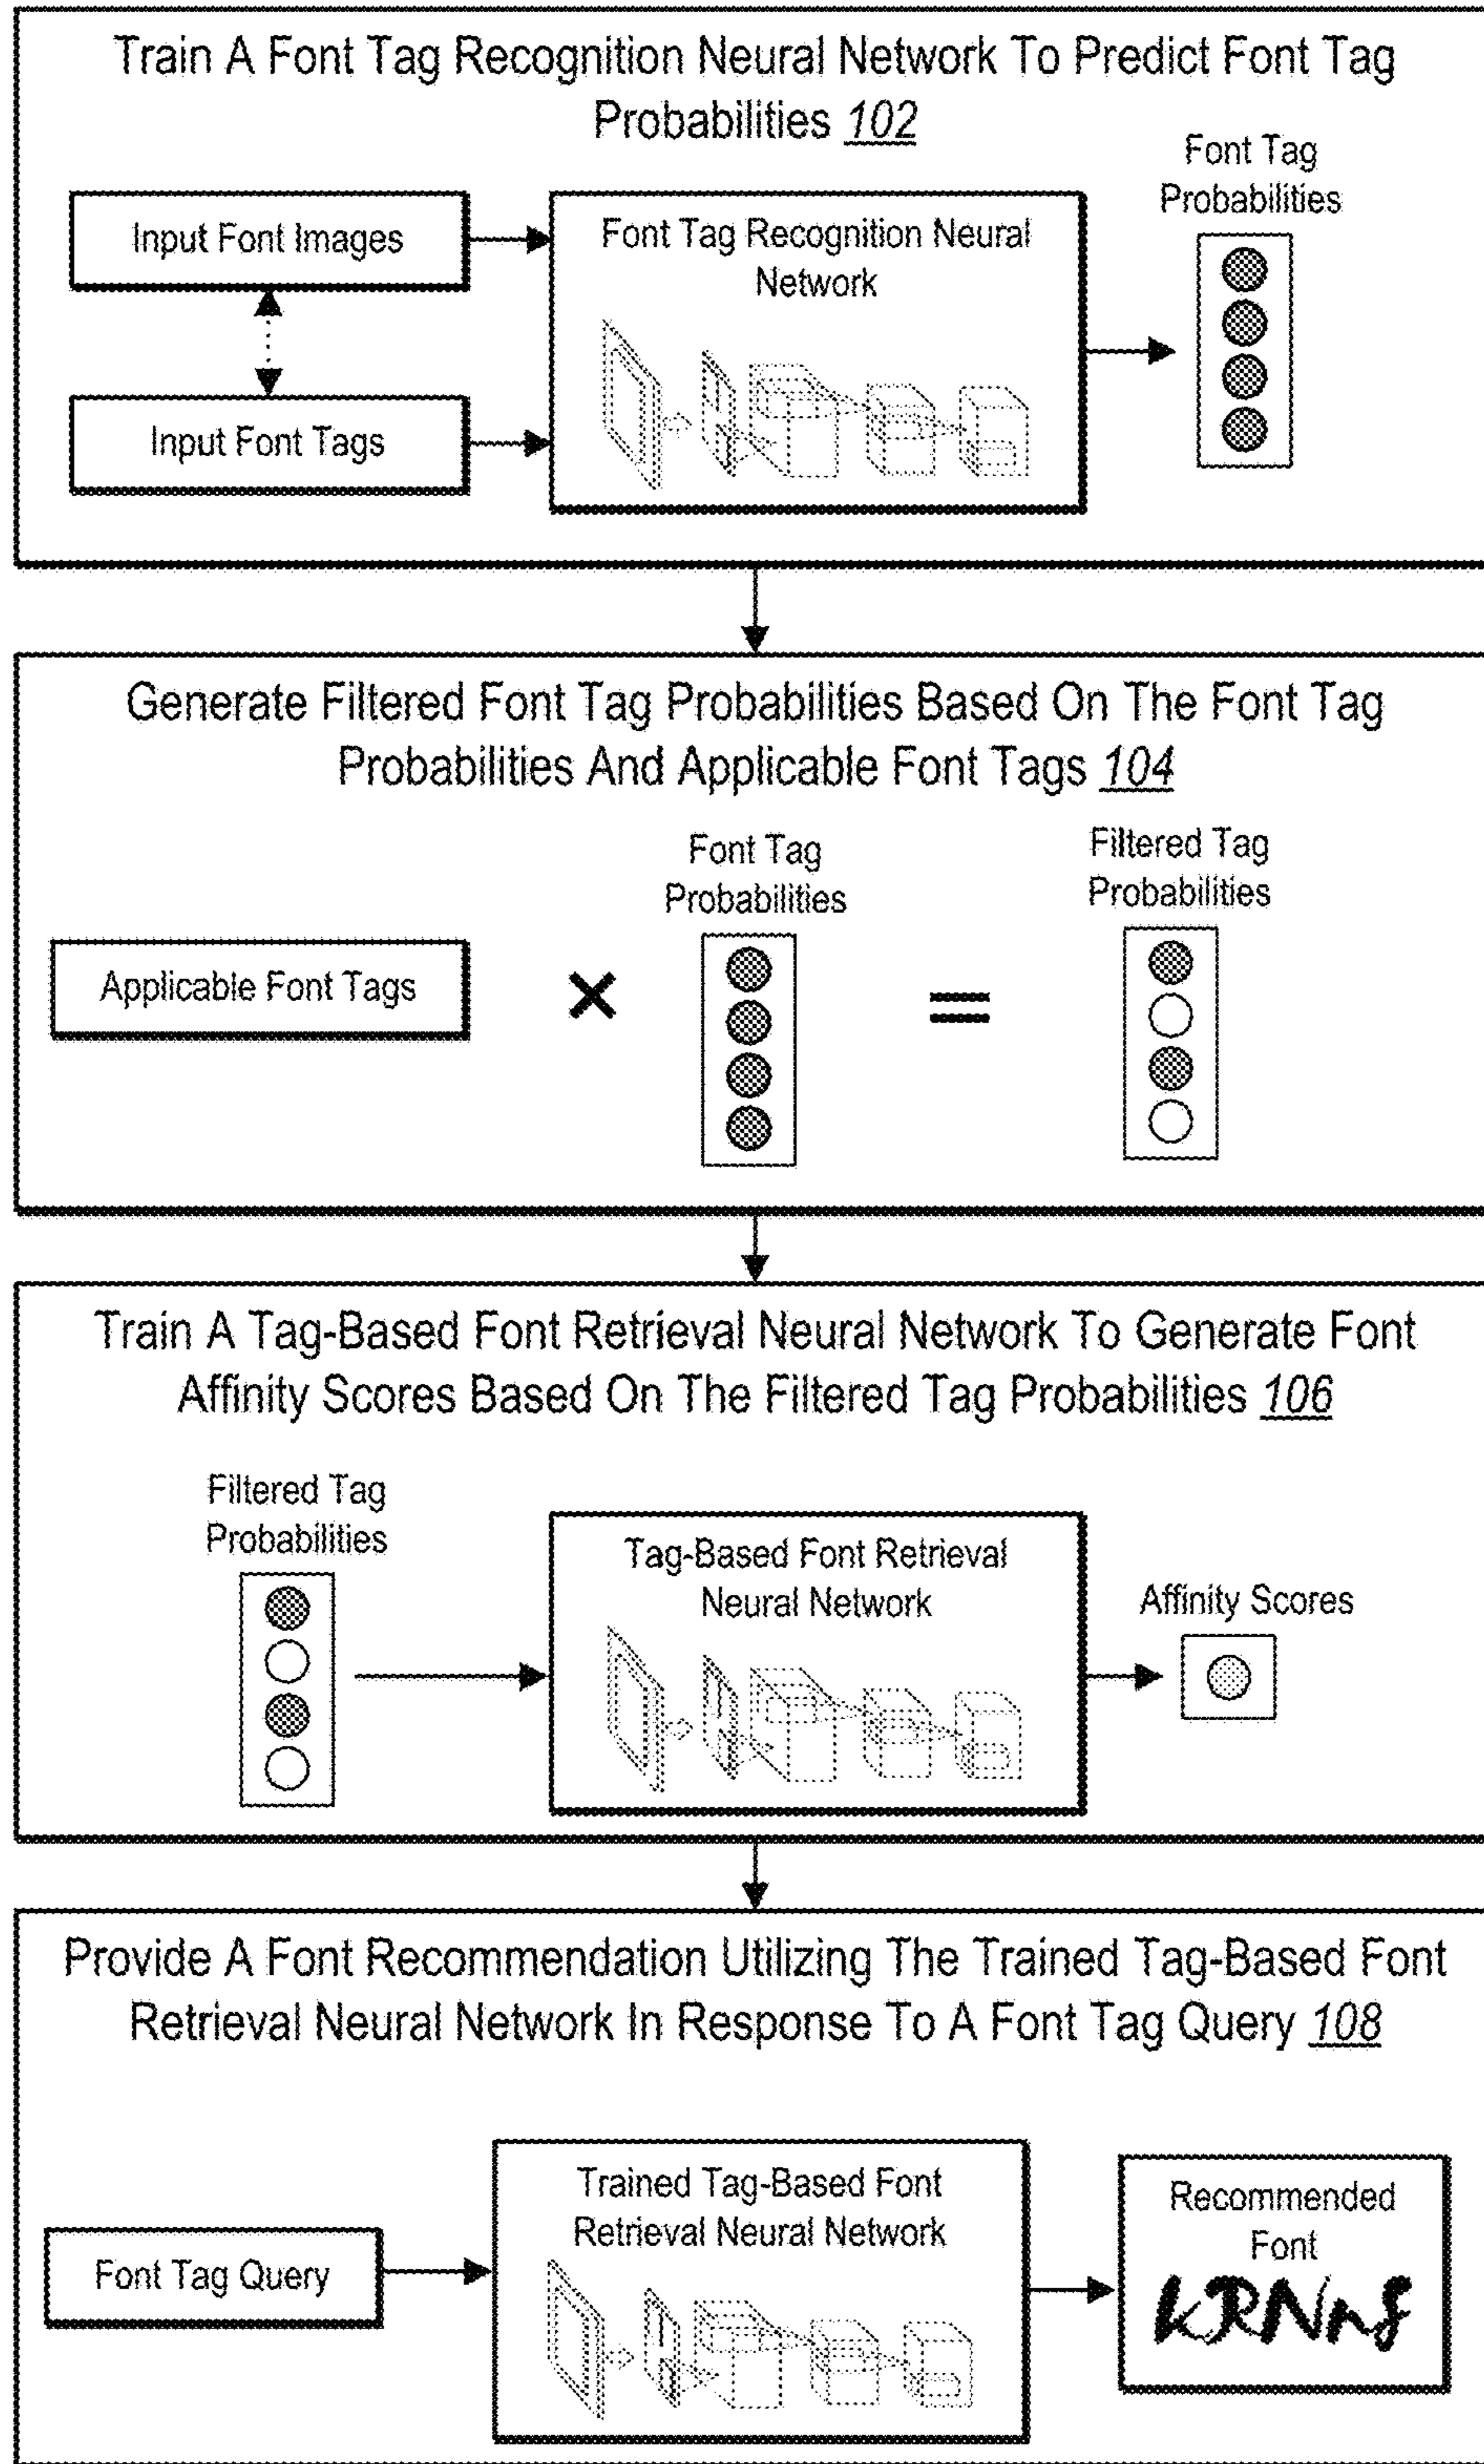 Train A Font Tag Recognition Neural Network To Predict Font Tag
Probabilities 102
Font Tag
Probabilities
Input Font Images
Font Tag Recognition Neural
Network
Input Font Tags
Generate Filtered Font Tag Probabilities Based On The Font Tag
Probabilities And Applicable Font Tags 104
Font Tag
Probabilities
Filtered Tag
Probabilities
Applicable Font Tags
×
=
Train A Tag-Based Font Retrieval Neural Network To Generate Font
Affinity Scores Based On The Filtered Tag Probabilities 106
Filtered Tag
Probabilities
Tag-Based Font Retrieval
Neural Network
Affinity Scores
Provide A Font Recommendation Utilizing The Trained Tag-Based Font
Retrieval Neural Network In Response To A Font Tag Query 108
Font Tag Query
Trained Tag-Based Font
Retrieval Neural Network
Recommended
Font